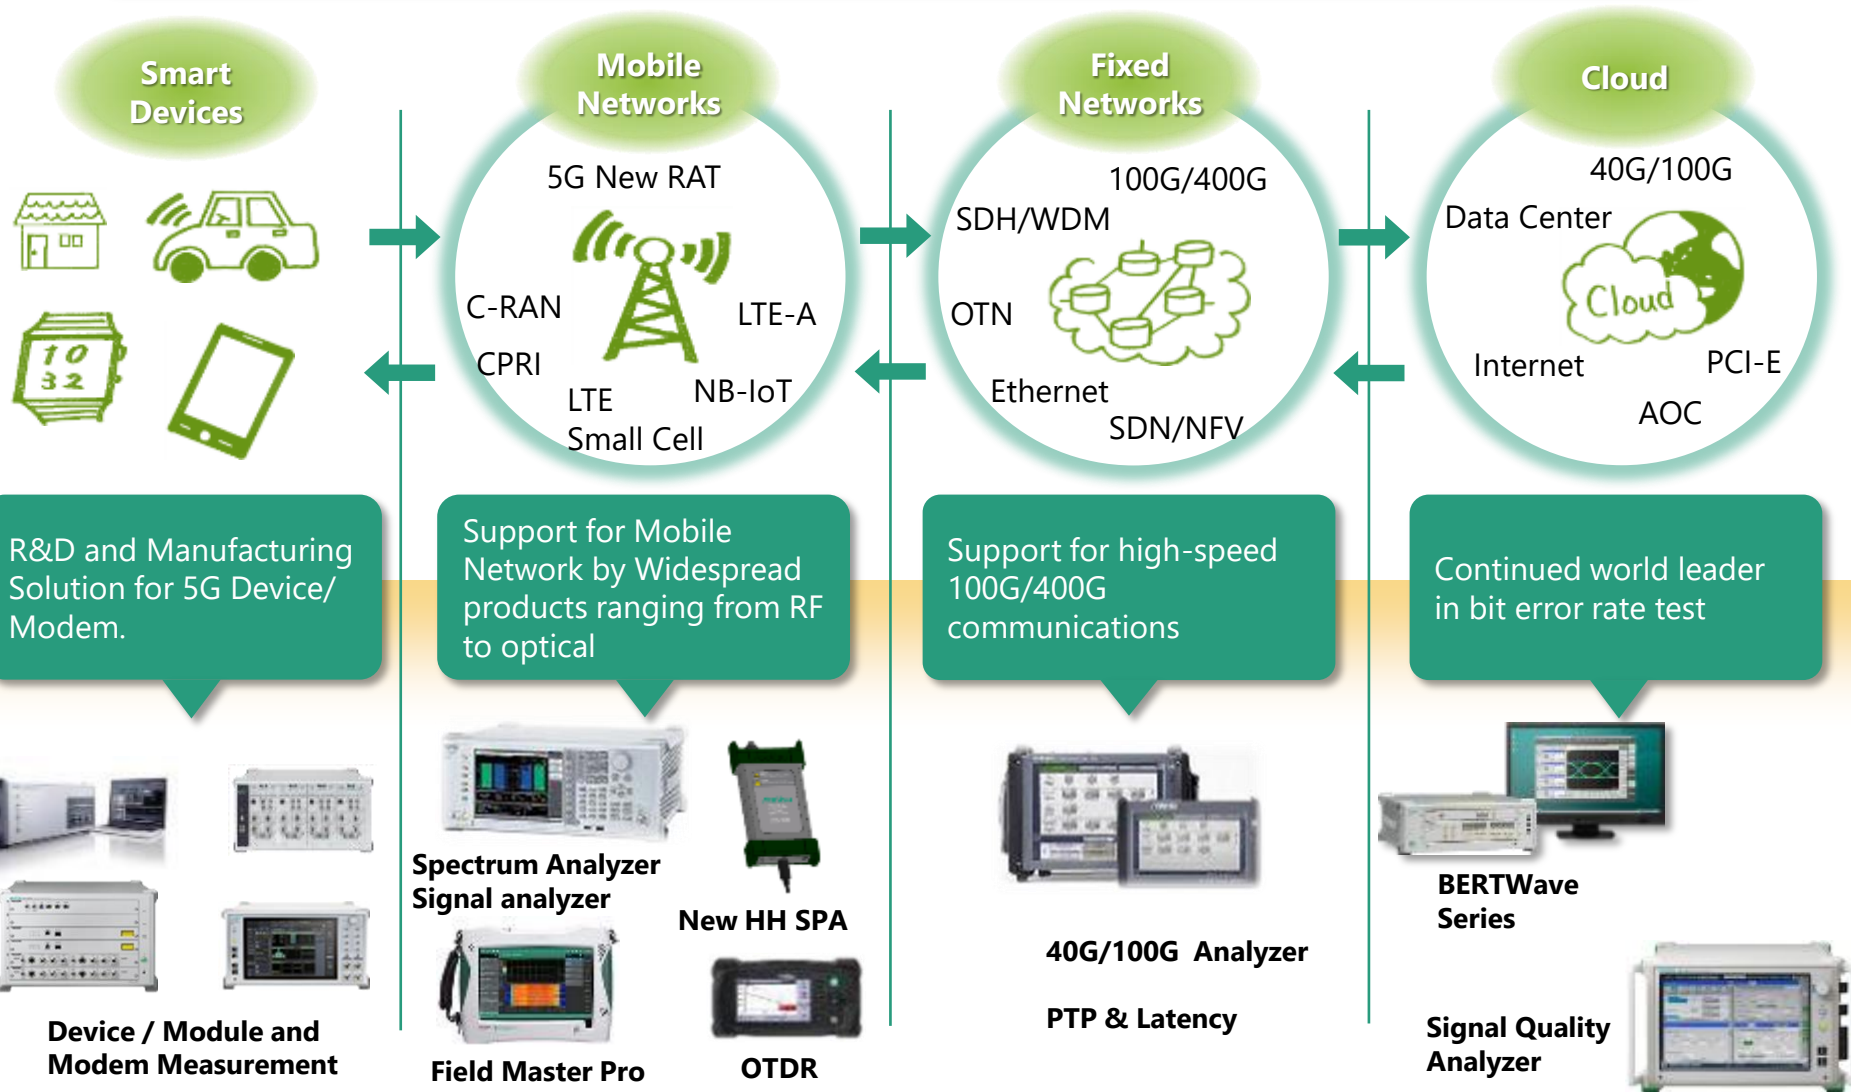 Smart
Devices
Mobile
Networks
Fixed
Networks
Cloud
10
32
5G New RAT
C-RAN
LTE-A
CPRI
NB-IoT
LTE
Small Cell
100G/400G
SDH/WDM
OTN
Ethernet
SDN/NFV
40G/100G
Data Center
Cloud
Internet
PCI-E
AOC
R&D and Manufacturing
Solution for 5G Device/
Modem.
Support for Mobile
Network by Widespread
products ranging from RF
to optical
Support for high-speed
100G/400G
communications
Continued world leader
in bit error rate test
Device / Module and
Modem Measurement
Spectrum Analyzer
Signal analyzer
New HH SPA
Field Master Pro
OTDR
40G/100G Analyzer
PTP & Latency
BERTWave
Series
Signal Quality
Analyzer